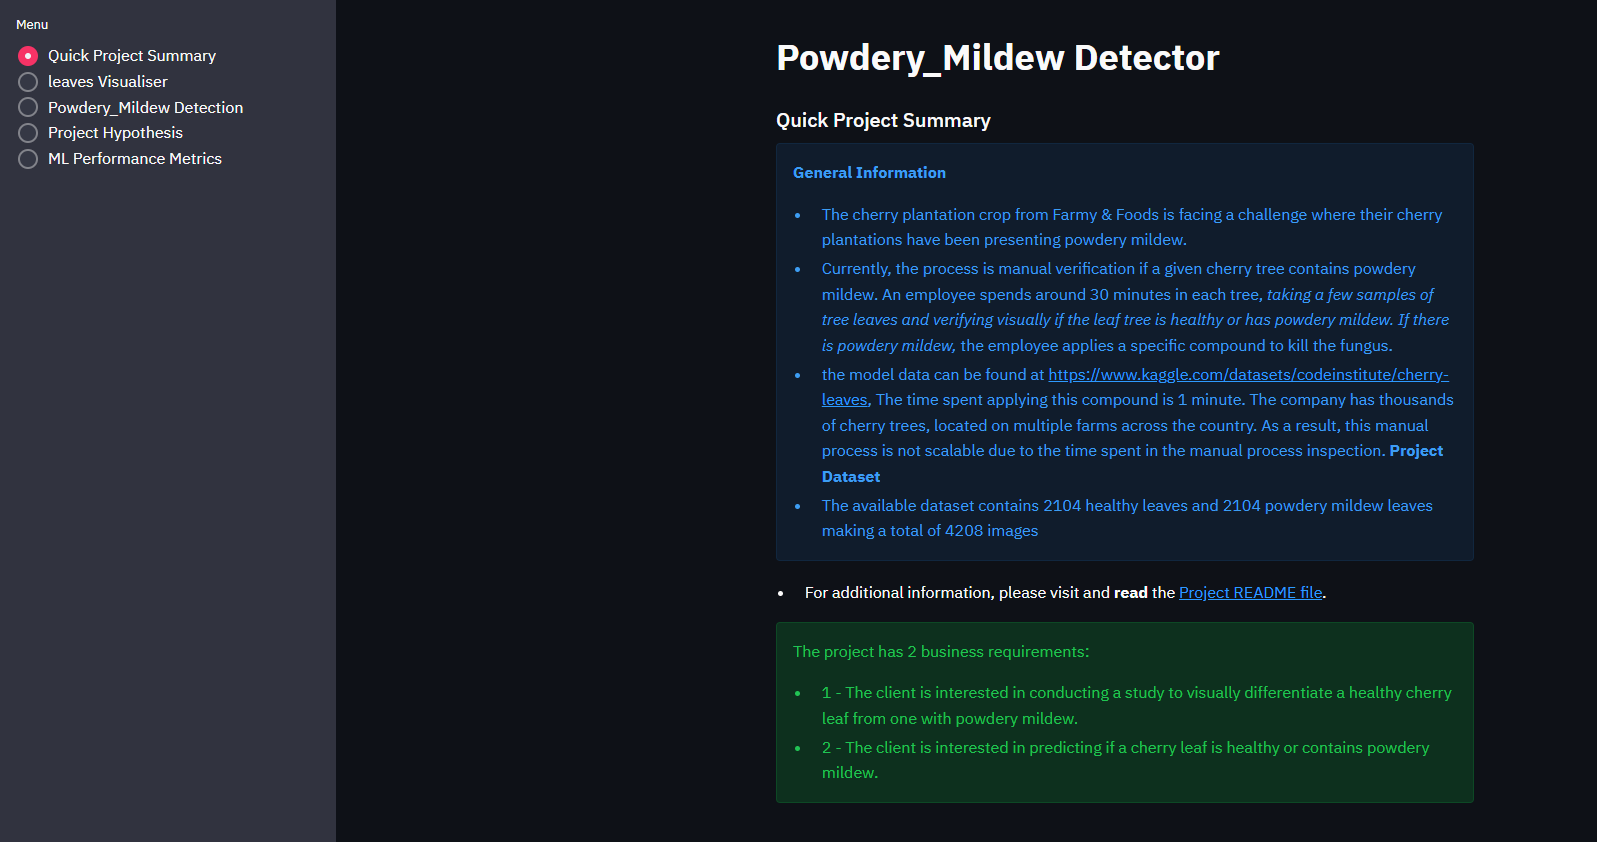 Menu
Quick Project Summary
leaves Visualiser
Powdery_Mildew Detection
Project Hypothesis
ML Performance Metrics
Powdery_Mildew Detector
Quick Project Summary
General Information
• The cherry plantation crop from Farmy & Foods is facing a challenge where their cherry
plantations have been presenting powdery mildew.
• Currently, the process is manual verification if a given cherry tree contains powdery
mildew. An employee spends around 30 minutes in each tree, taking a few samples of
tree leaves and verifying visually if the leaf tree is healthy or has powdery mildew. If there
is powdery mildew, the employee applies a specific compound to kill the fungus.
• the model data can be found at https://www.kaggle.com/datasets/codeinstitute/cherry-
leaves, The time spent applying this compound is 1 minute. The company has thousands
of cherry trees, located on multiple farms across the country. As a result, this manual
process is not scalable due to the time spent in the manual process inspection. Project
Dataset
• The available dataset contains 2104 healthy leaves and 2104 powdery mildew leaves
making a total of 4208 images
• For additional information, please visit and read the Project README file.
The project has 2 business requirements:
• 1 - The client is interested in conducting a study to visually differentiate a healthy cherry
leaf from one with powdery mildew.
• 2 - The client is interested in predicting if a cherry leaf is healthy or contains powdery
mildew.